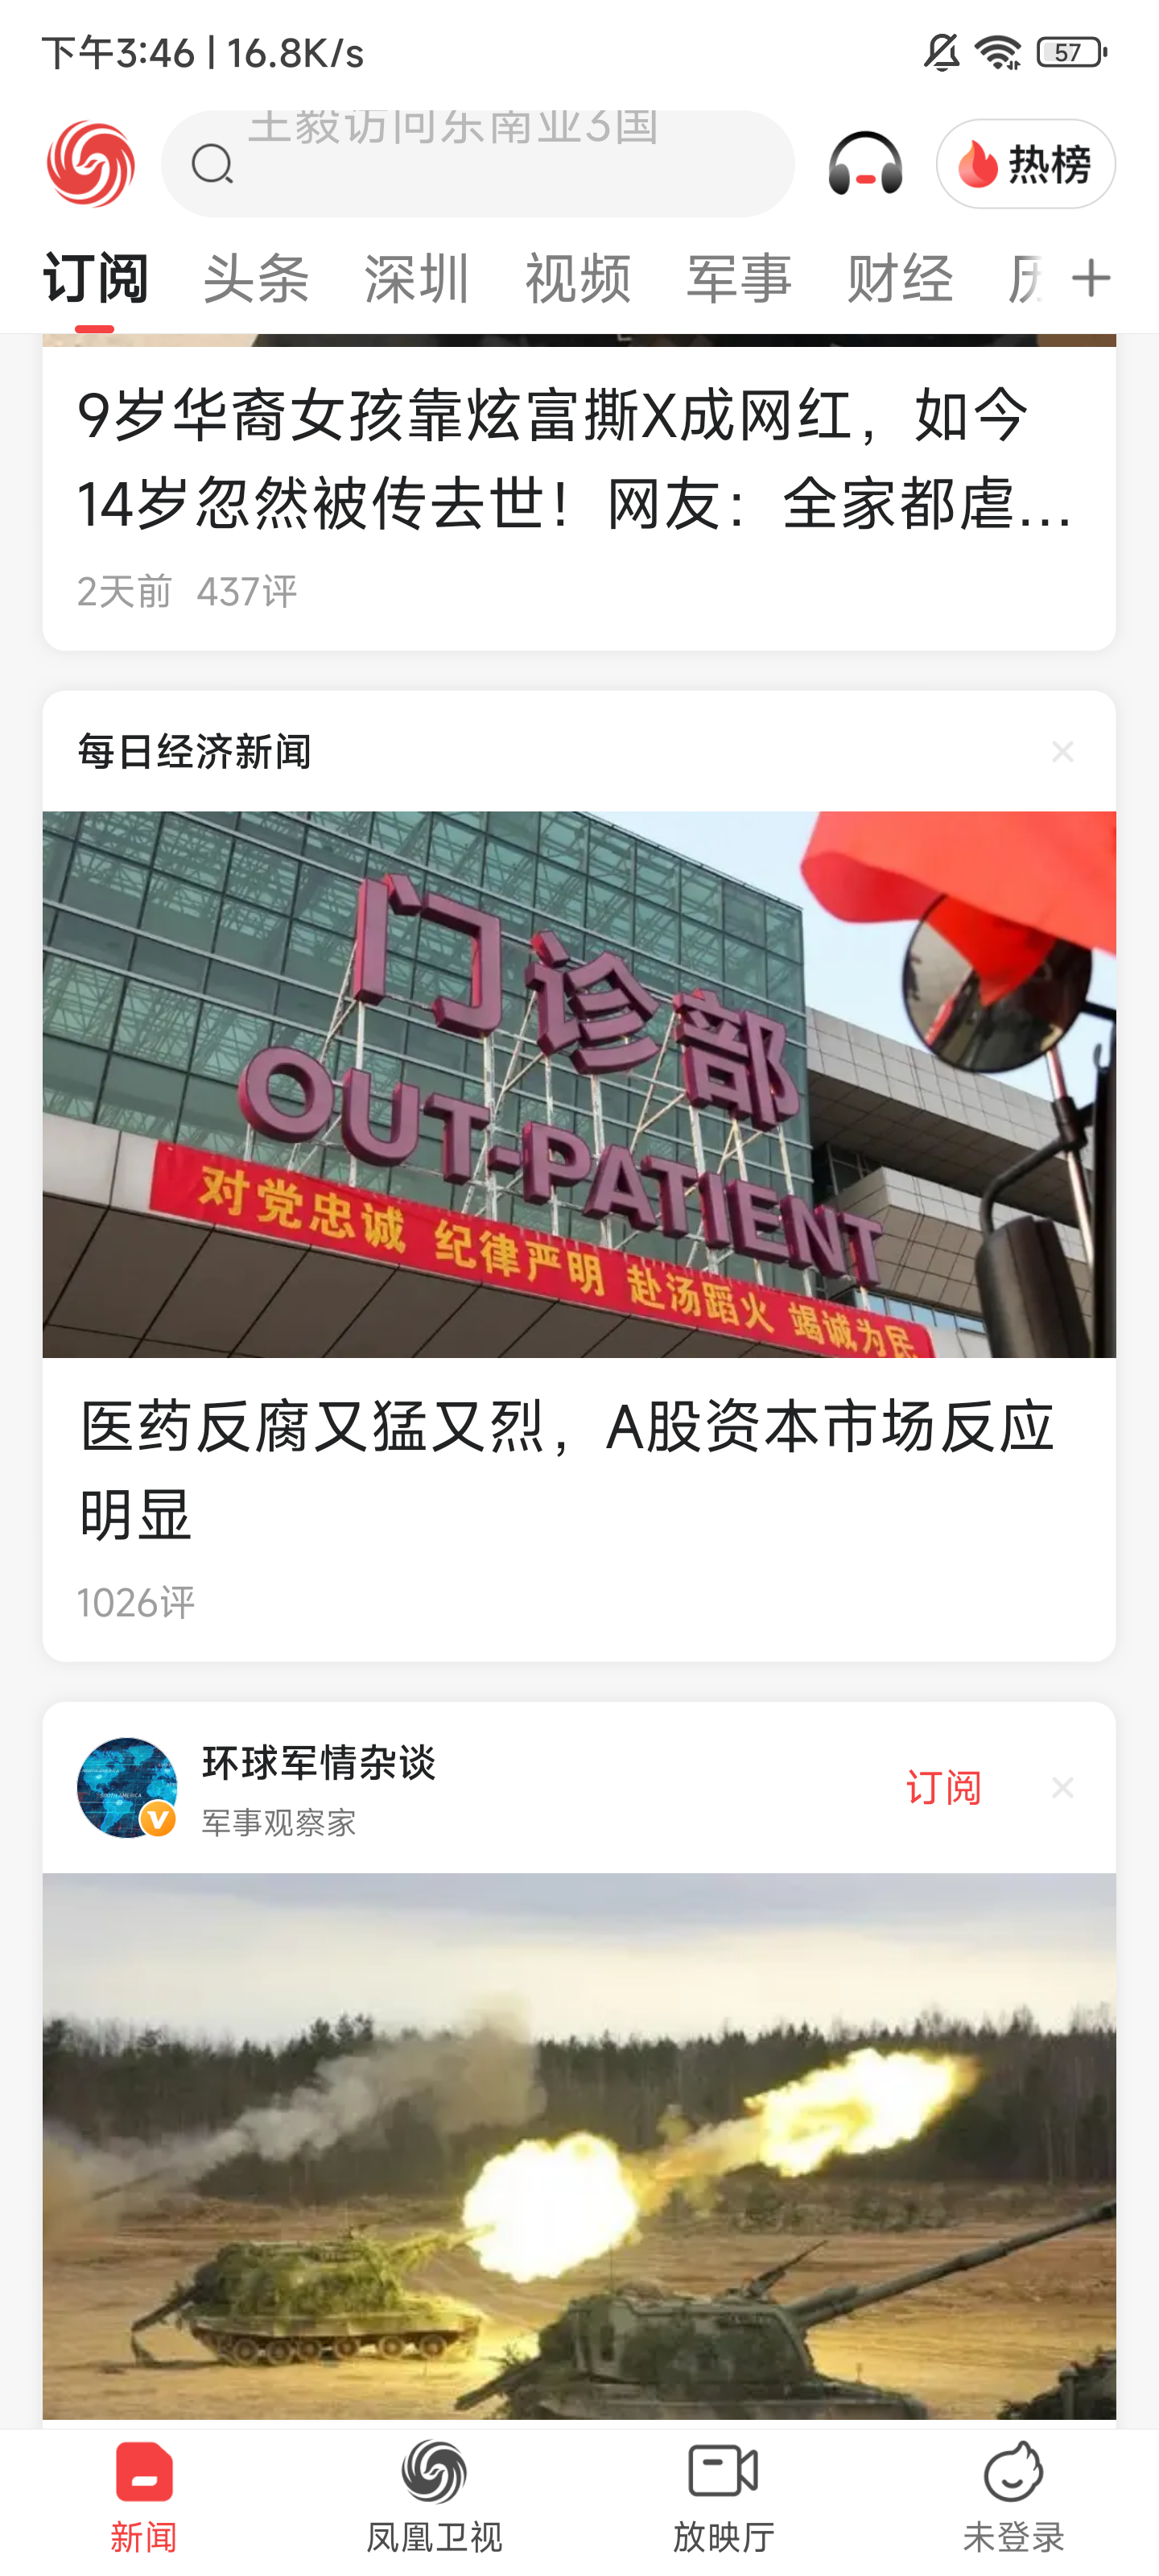 下午3:46 | 16.8K/s
57
王毅访问东南亚3国
热榜
订阅 头条 深圳 视频 军事 财经
9岁华裔女孩靠炫富撕X成网红，如今
14岁忽然被传去世！网友：全家都虐...
2天前 437评
每日经济新闻
门诊部
OUT-PATIENT
对党忠诚 纪律严明 赴汤蹈火 竭诚为民
医药反腐又猛又烈，A股资本市场反应
明显
1026评
环球军情杂谈
军事观察家
订阅
新闻 凤凰卫视 放映厅 未登录